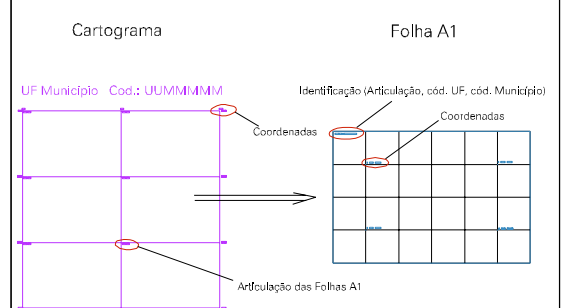 Cartograma
Folha A1
UF Município Cod.: UUMMMMM
Identificação (Articulação, cód. UF, cód. Município)
Coordenadas
Coordenadas
Articulação das Folhas A1